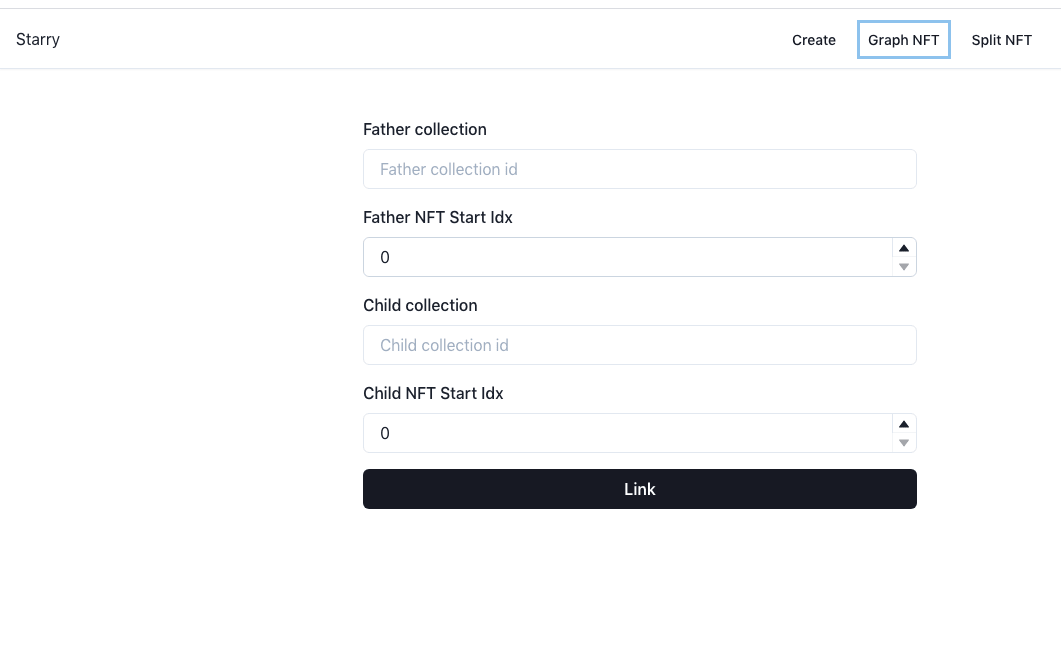 Starry Create Graph NFT Split NFT
Father collection
Father collection id
Father NFT Start Idx
0
Child collection
Child collection id
Child NFT Start Idx
0
Link